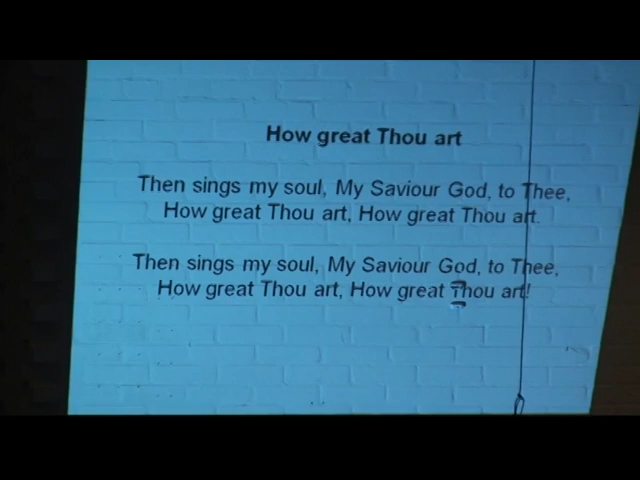 How great Thou art
Then sings my soul, My Saviour God, to Thee,
How great Thou art, How great Thou art.
Then sings my soul, My Saviour God, to Thee,
How great Thou art, How great Thou art!